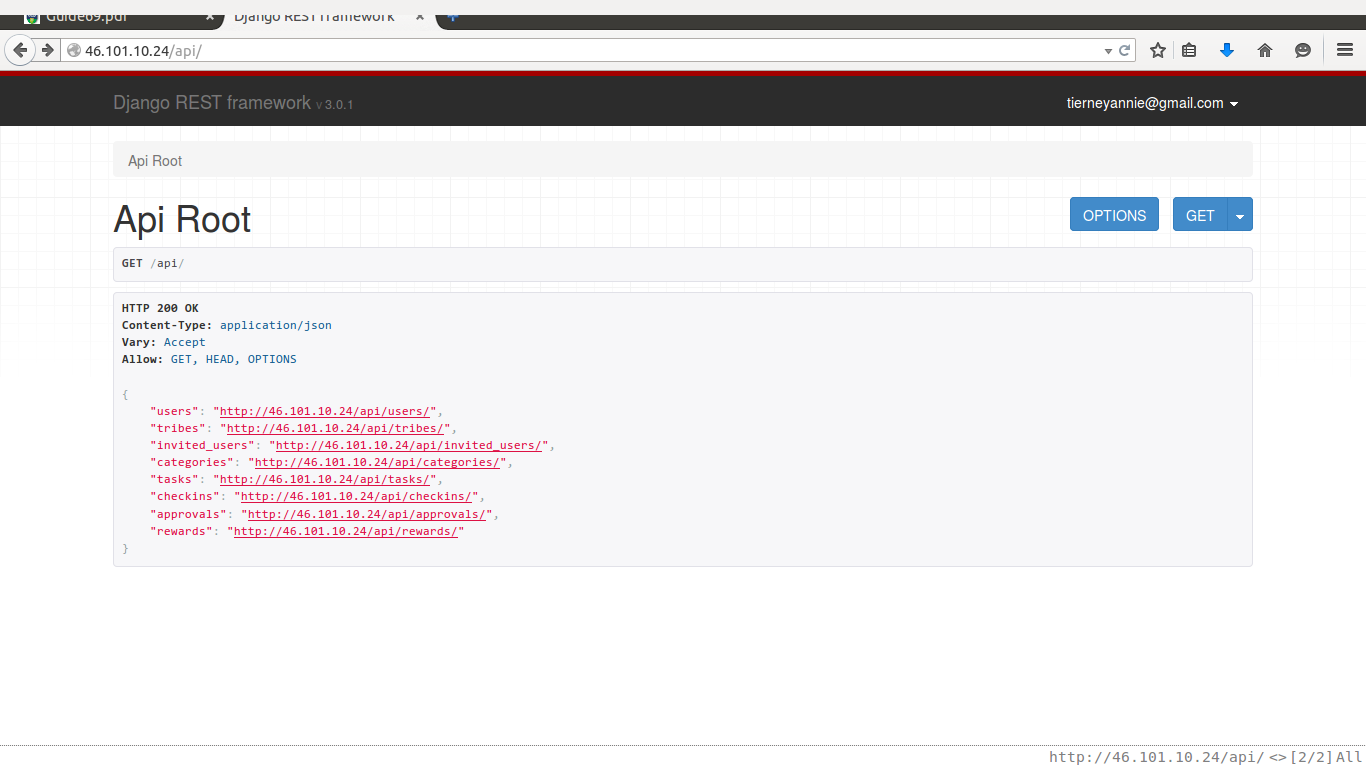 Guide69.pdf × Django REST framework × +
46.101.10.24/api/
Django REST framework v 3.0.1 tierneyannie@gmail.com
Api Root
Api Root OPTIONS GET
GET /api/
HTTP 200 OK
Content-Type: application/json
Vary: Accept
Allow: GET, HEAD, OPTIONS
{
"users": "http://46.101.10.24/api/users/",
"tribes": "http://46.101.10.24/api/tribes/",
"invited_users": "http://46.101.10.24/api/invited_users/",
"categories": "http://46.101.10.24/api/categories/",
"tasks": "http://46.101.10.24/api/tasks/",
"checkins": "http://46.101.10.24/api/checkins/",
"approvals": "http://46.101.10.24/api/approvals/",
"rewards": "http://46.101.10.24/api/rewards/"
}
http://46.101.10.24/api/ <> [2/2] All